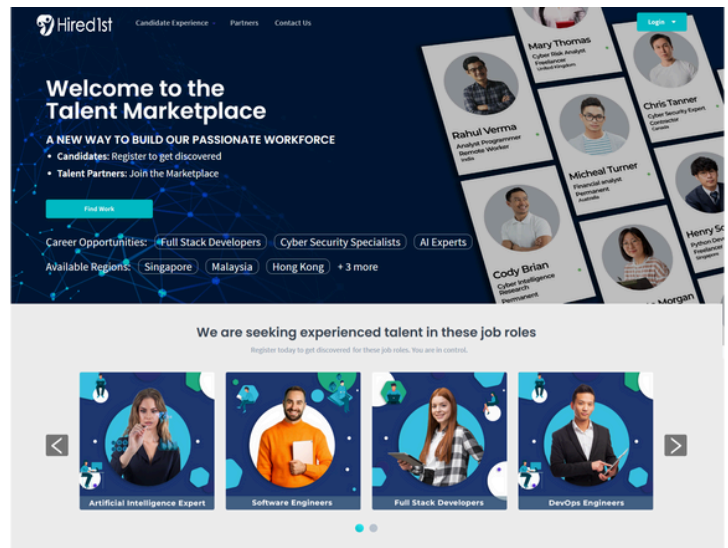 Hired1st
Candidate Experience
Partners
Contact Us
Login
Welcome to the
Talent Marketplace
A NEW WAY TO BUILD OUR PASSIONATE WORKFORCE
• Candidates: Register to get discovered
• Talent Partners: Join the Marketplace
Find Work
Career Opportunities: Full Stack Developers Cyber Security Specialists AI Experts
Available Regions: Singapore Malaysia Hong Kong + 3 more
Mary Thomas
Cyber Risk Analyst
Freelancer
United Kingdom
Rahul Verma
Analyst Programmer
Remote Worker
India
Chris Tanner
Cyber Security Expert
Contractor
Canada
Micheal Turner
Financial analyst
Permanent
Australia
Cody Brian
Cyber Intelligence
Research
Permanent
Henry
Python
Freelancer
Singapore
Morgan
We are seeking experienced talent in these job roles
Register today to get discovered for these job roles. You are in control.
Artificial Intelligence Expert
Software Engineers
Full Stack Developers
DevOps Engineers